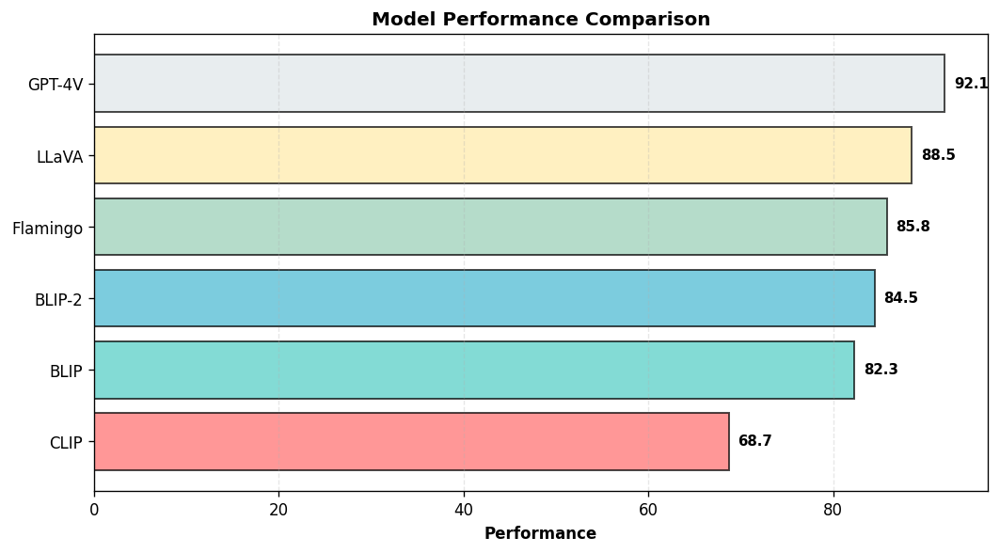 Model Performance Comparison
GPT-4V 92.1
LLaVA 88.5
Flamingo 85.8
BLIP-2 84.5
BLIP 82.3
CLIP 68.7
0 20 40 60 80
Performance